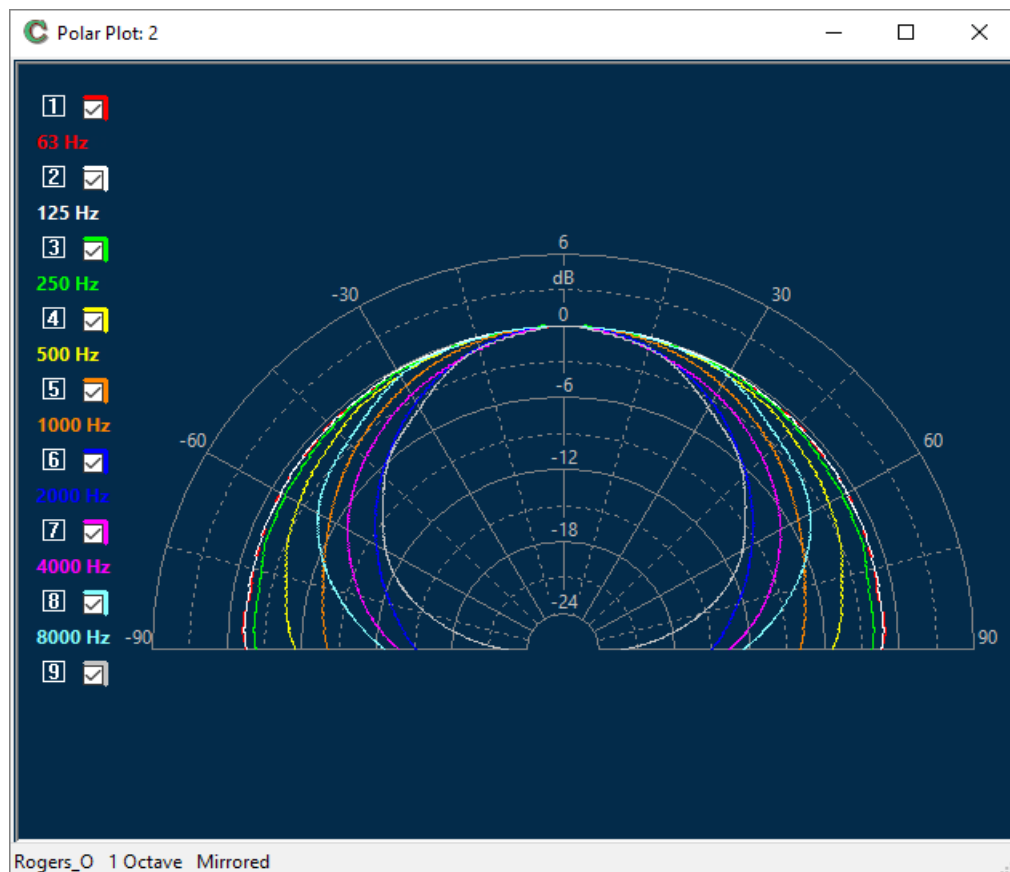 Polar Plot: 2
1
63 Hz
2
125 Hz
3
250 Hz
4
500 Hz
5
1000 Hz
6
2000 Hz
7
4000 Hz
8
8000 Hz
9
6
dB
-30
30
0
-6
-60
60
-12
-18
-24
-90
90
Rogers_O 1 Octave Mirrored